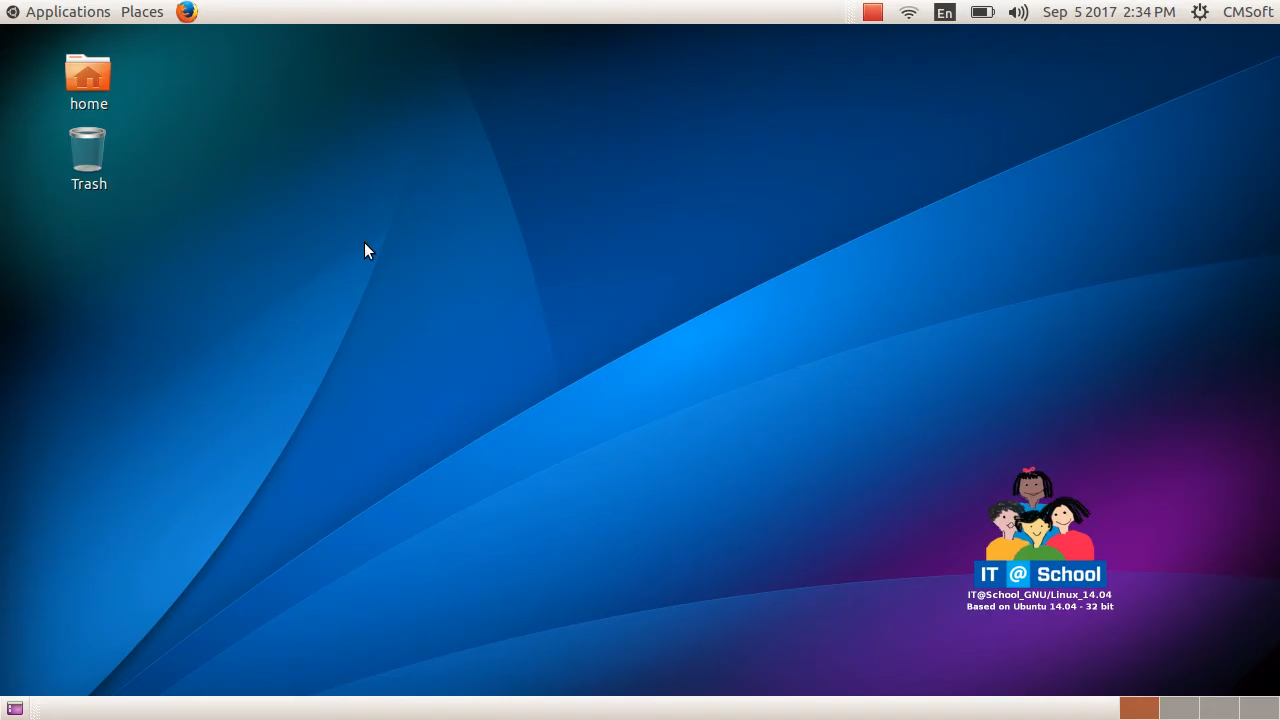 Applications Places En Sep 5 2017 2:34 PM CMSoft
home
Trash
IT @ School
IT@School_GNU/Linux_14.04
Based on Ubuntu 14.04 - 32 bit